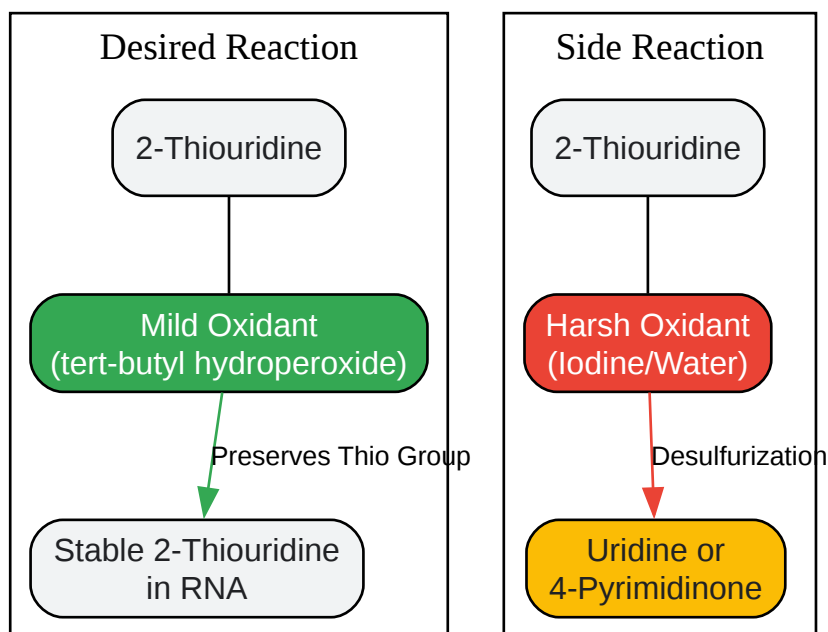 Desired Reaction
2-Thiouridine
Mild Oxidant
(tert-butyl hydroperoxide)
Preserves Thio Group
Stable 2-Thiouridine
in RNA
Side Reaction
2-Thiouridine
Harsh Oxidant
(Iodine/Water)
Desulfurization
Uridine or
4-Pyrimidinone